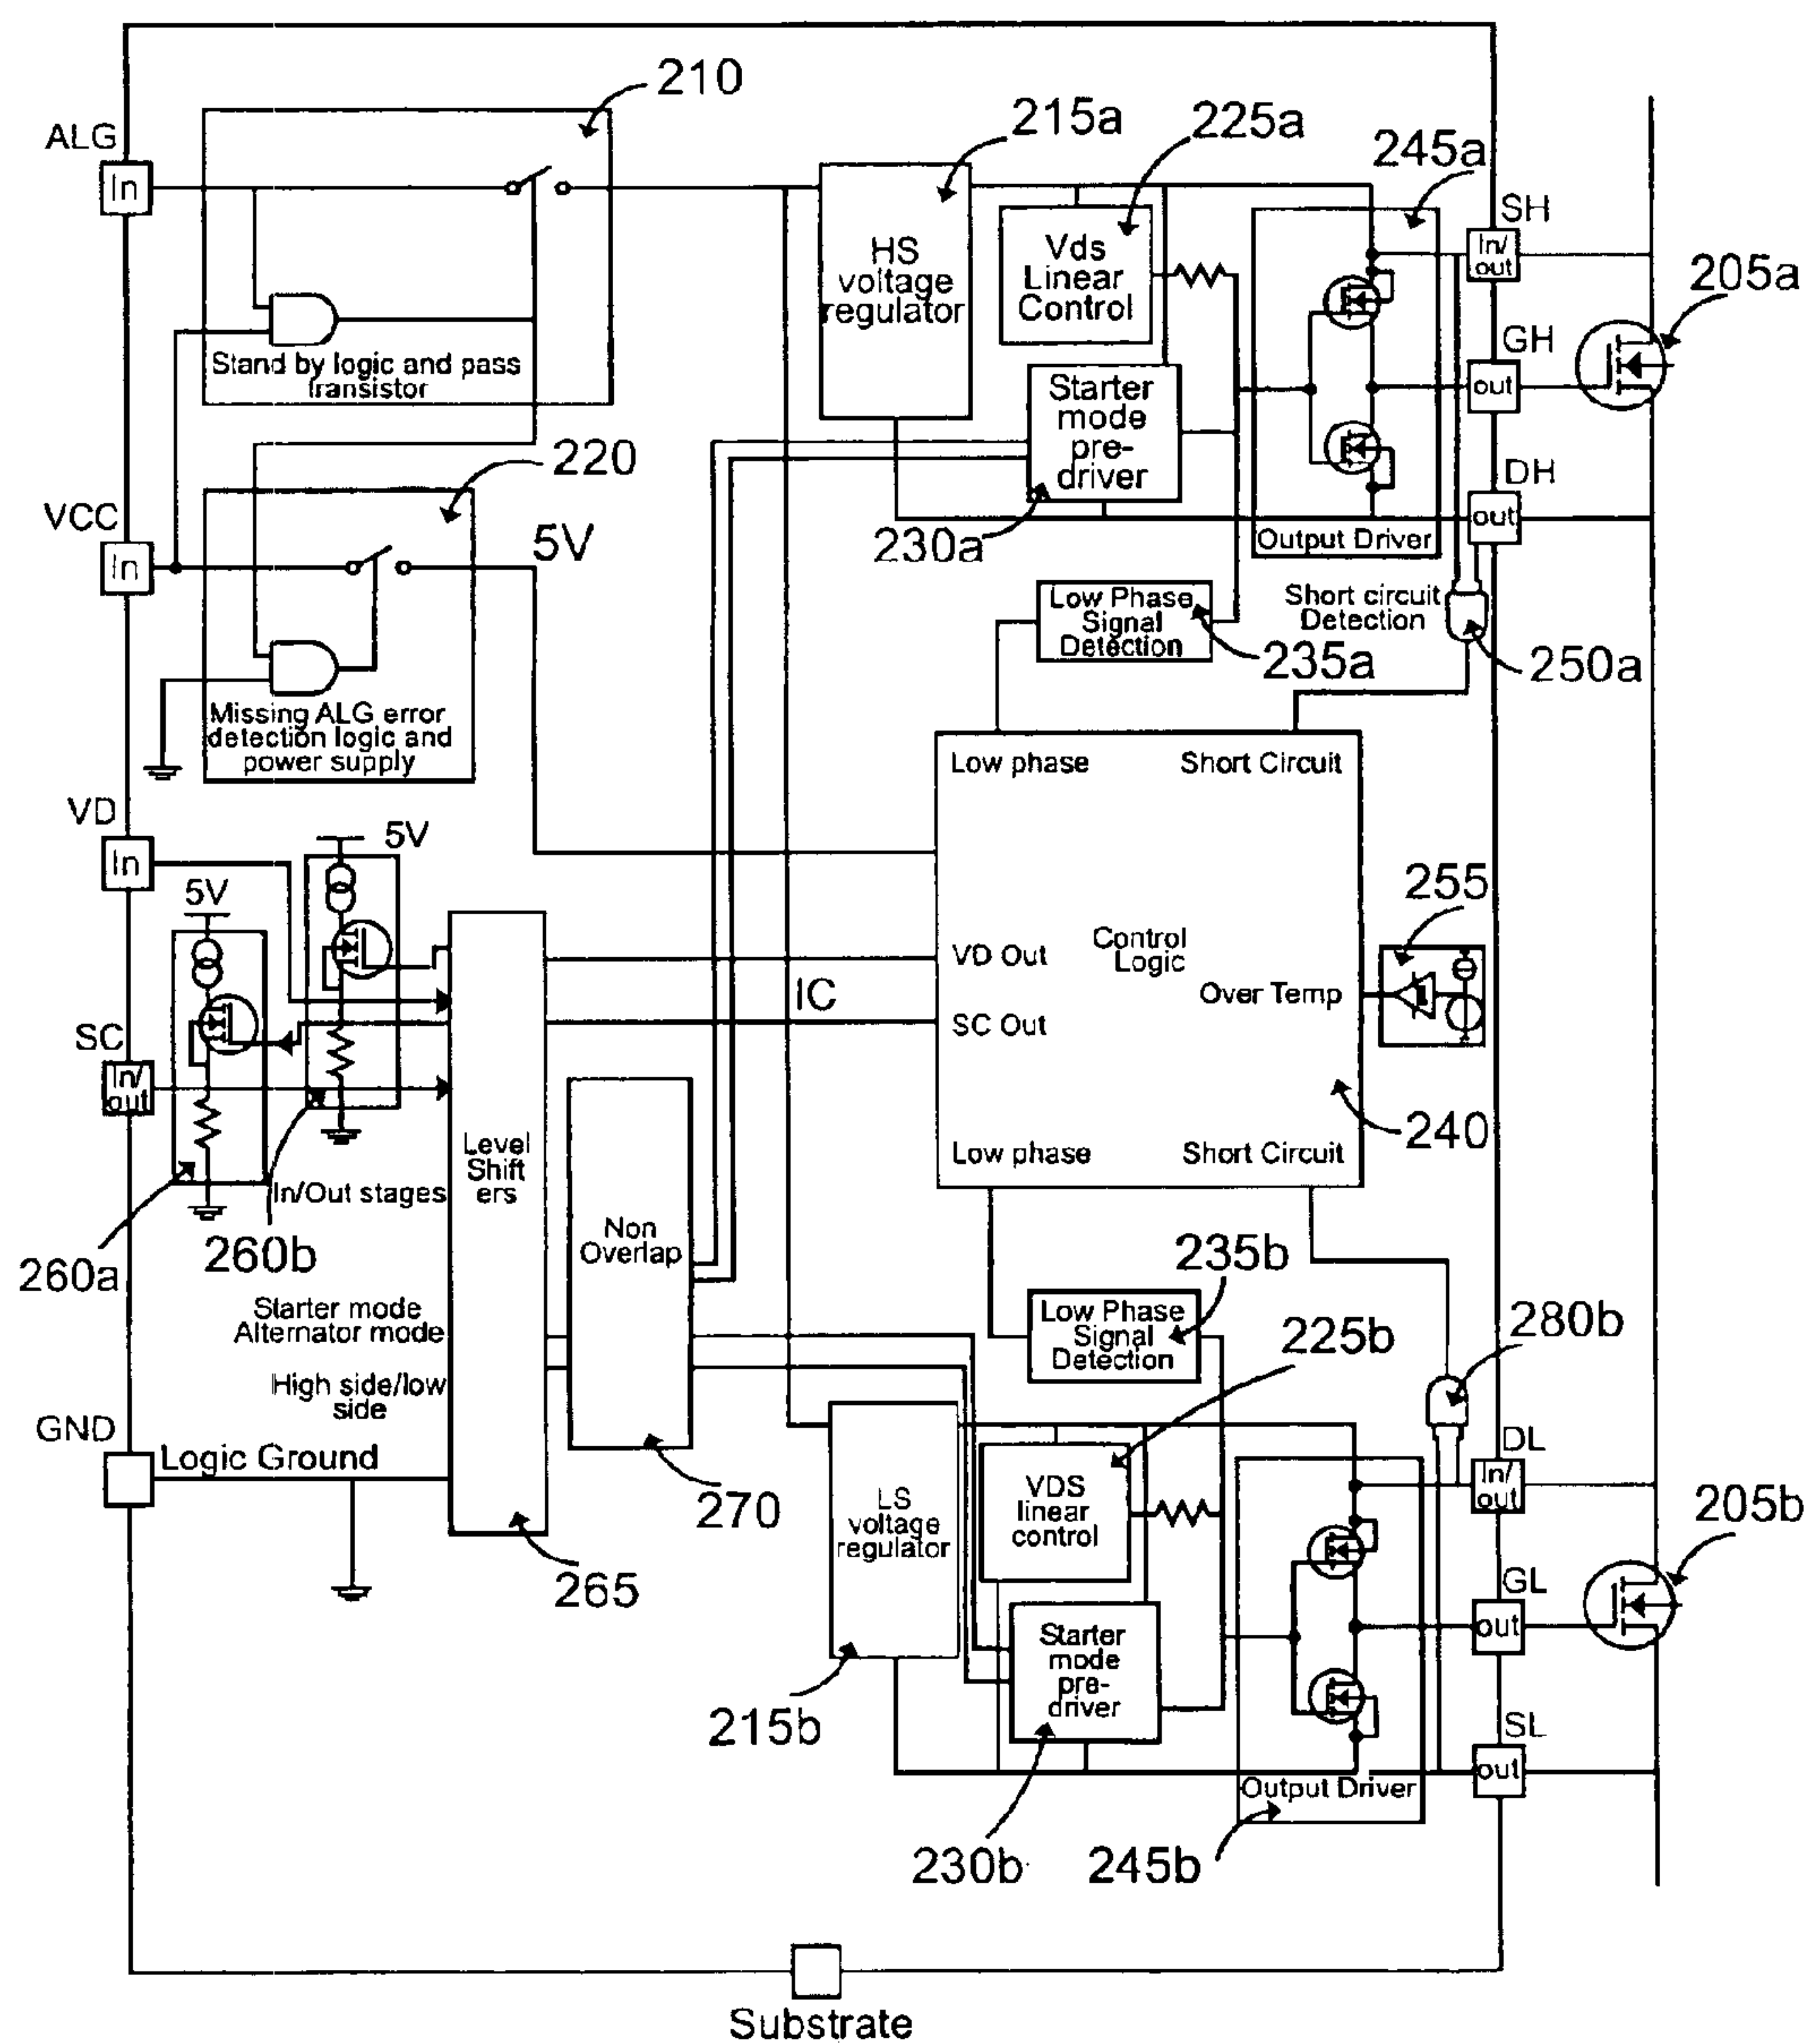 210
ALG
In
Stand by logic and pass
transistor
215a
225a
245a
HS
voltage
regulator
Vds
Linear
Control
SH
In/
out
205a
Starter
mode
pre-
driver
GH
out
230a
Output Driver
DH
out
220
VCC
In
5V
Missing ALG error
detection logic and
power supply
Low Phase
Signal
Detection
235a
Short circuit
Detection
250a
VD
In
5V
5V
SC
In/
out
260a
260b
In/Out stages
Level
Shift
ers
Low phase
Short Circuit
VD Out
Control
Logic
IC
SC Out
Over Temp
255
240
Low phase
Short Circuit
Non
Overlap
Starter mode
Alternator mode
High side/low
side
GND
Logic Ground
265
270
Low Phase
Signal
Detection
235b
225b
280b
LS
voltage
regulator
VDS
linear
control
DL
In/
out
205b
Starter
mode
pre-
driver
GL
out
215b
SL
out
Output Driver
230b
245b
Substrate